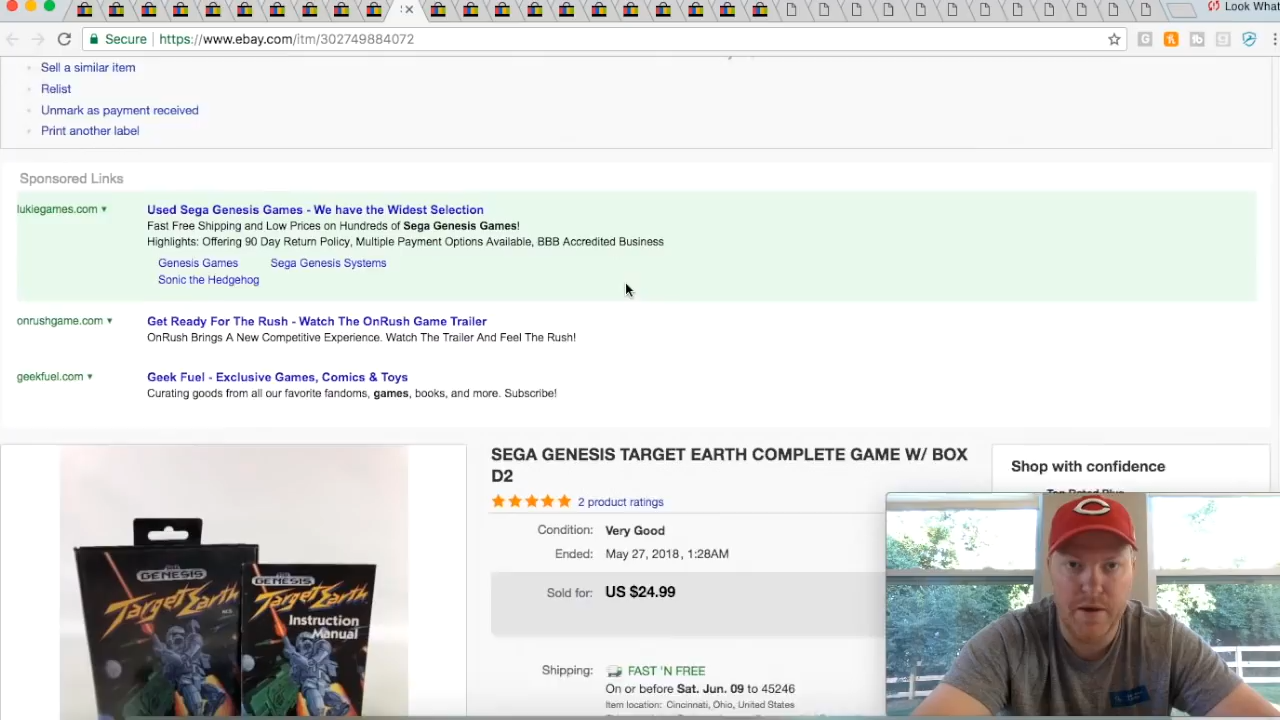 Look What
Secure https://www.ebay.com/itm/302749884072
Sell a similar item
Relist
Unmark as payment received
Print another label
Sponsored Links
lukiegames.com
Used Sega Genesis Games - We have the Widest Selection
Fast Free Shipping and Low Prices on Hundreds of Sega Genesis Games!
Highlights: Offering 90 Day Return Policy, Multiple Payment Options Available, BBB Accredited Business
Genesis Games Sega Genesis Systems
Sonic the Hedgehog
onrushgame.com
Get Ready For The Rush - Watch The OnRush Game Trailer
OnRush Brings A New Competitive Experience. Watch The Trailer And Feel The Rush!
geekfuel.com
Geek Fuel - Exclusive Games, Comics & Toys
Curating goods from all our favorite fandoms, games, books, and more. Subscribe!
SEGA GENESIS TARGET EARTH COMPLETE GAME W/ BOX
D2
2 product ratings
Condition: Very Good
Ended: May 27, 2018, 1:28AM
Sold for: US $24.99
Shipping: FAST 'N FREE
On or before Sat. Jun. 09 to 45246
Item location: Cincinnati, Ohio, United States
Shop with confidence
GENESIS
Target Earth
GENESIS
Target Earth
Instruction
Manual